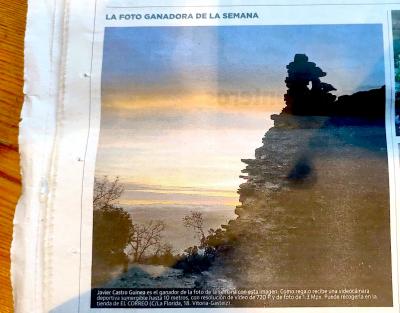 LA FOTO GANADORA DE LA SEMANA
Javier Castro Guinea es el ganador de la foto de la semana con esta imagen. Como regalo recibe una videocámara
deportiva sumergible hasta 10 metros, con resolución de vídeo de 720 P y de foto de 1.3 Mpx. Puede recogerla en la
tienda de EL CORREO (C/La Florida, 18. Vitoria-Gasteiz).